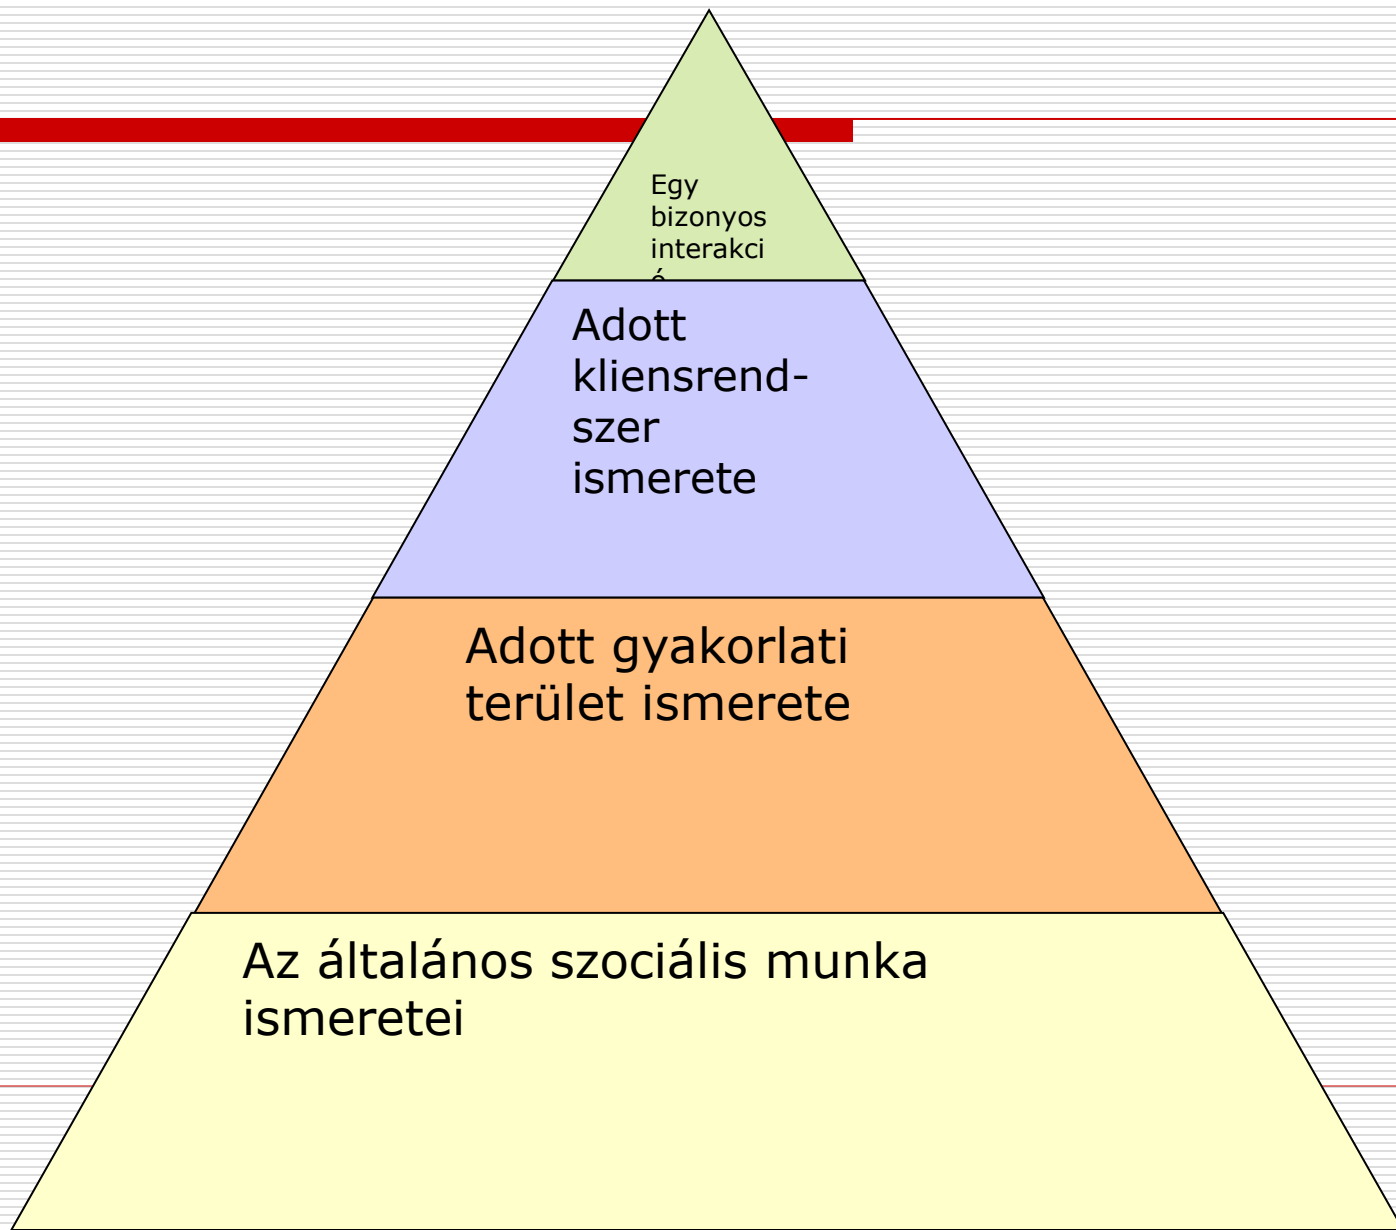 Egy
bizonyos
interakci
ó
Adott
kliensrend-
szer
ismerete
Adott gyakorlati
terület ismerete
Az általános szociális munka
ismeretei